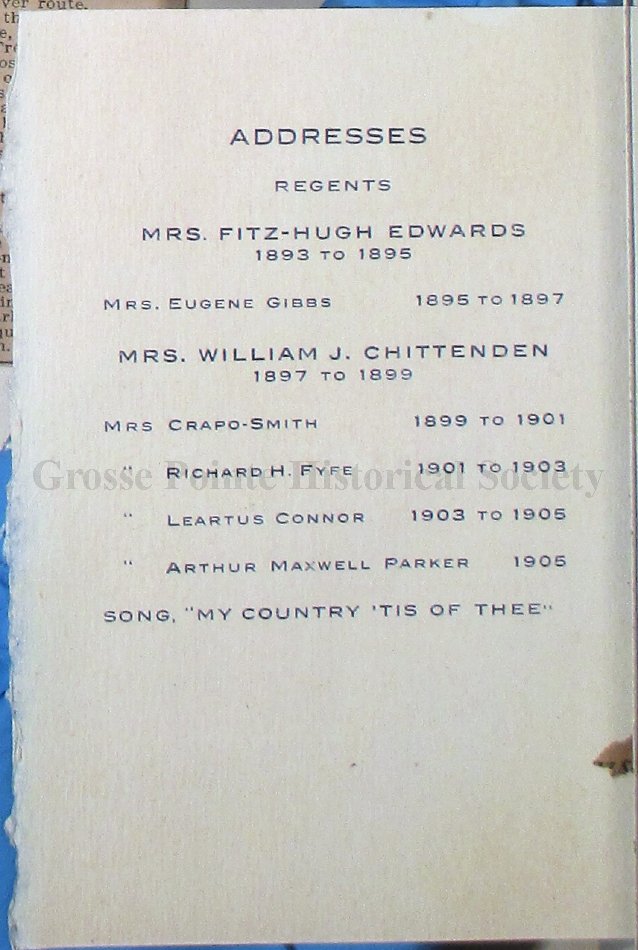 ver route.
ADDRESSES
REGENTS
MRS. FITZ-HUGH EDWARDS
1893 TO 1895
MRS. EUGENE GIBBS 1895 TO 1897
MRS. WILLIAM J. CHITTENDEN
1897 TO 1899
MRS CRAPO-SMITH 1899 TO 1901
" RICHARD H. FYFE 1901 TO 1903
Grosse Pointe Historical Society
" LEARTUS CONNOR 1903 TO 1905
" ARTHUR MAXWELL PARKER 1905
SONG, "MY COUNTRY 'TIS OF THEE"